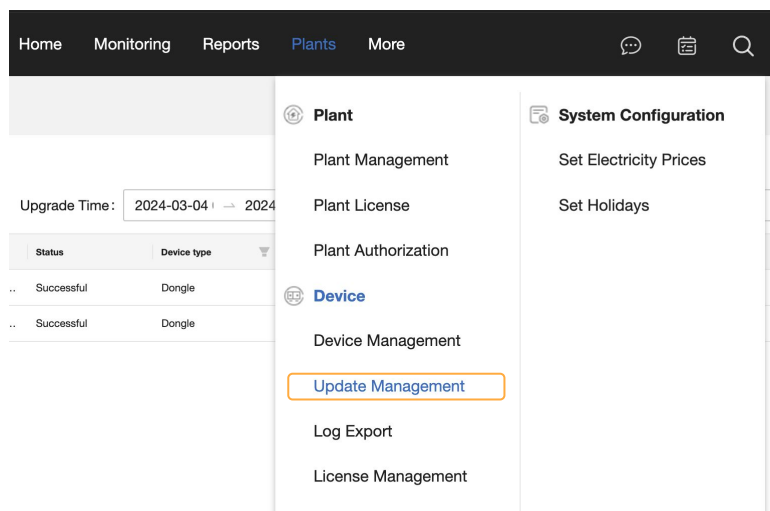 Home Monitoring Reports Plants More
Plant System Configuration
Plant Management Set Electricity Prices
Upgrade Time: 2024-03-04 2024 Plant License Set Holidays
Status Device type Plant Authorization
.. Successful Dongle Device
.. Successful Dongle
Device Management
Update Management
Log Export
License Management